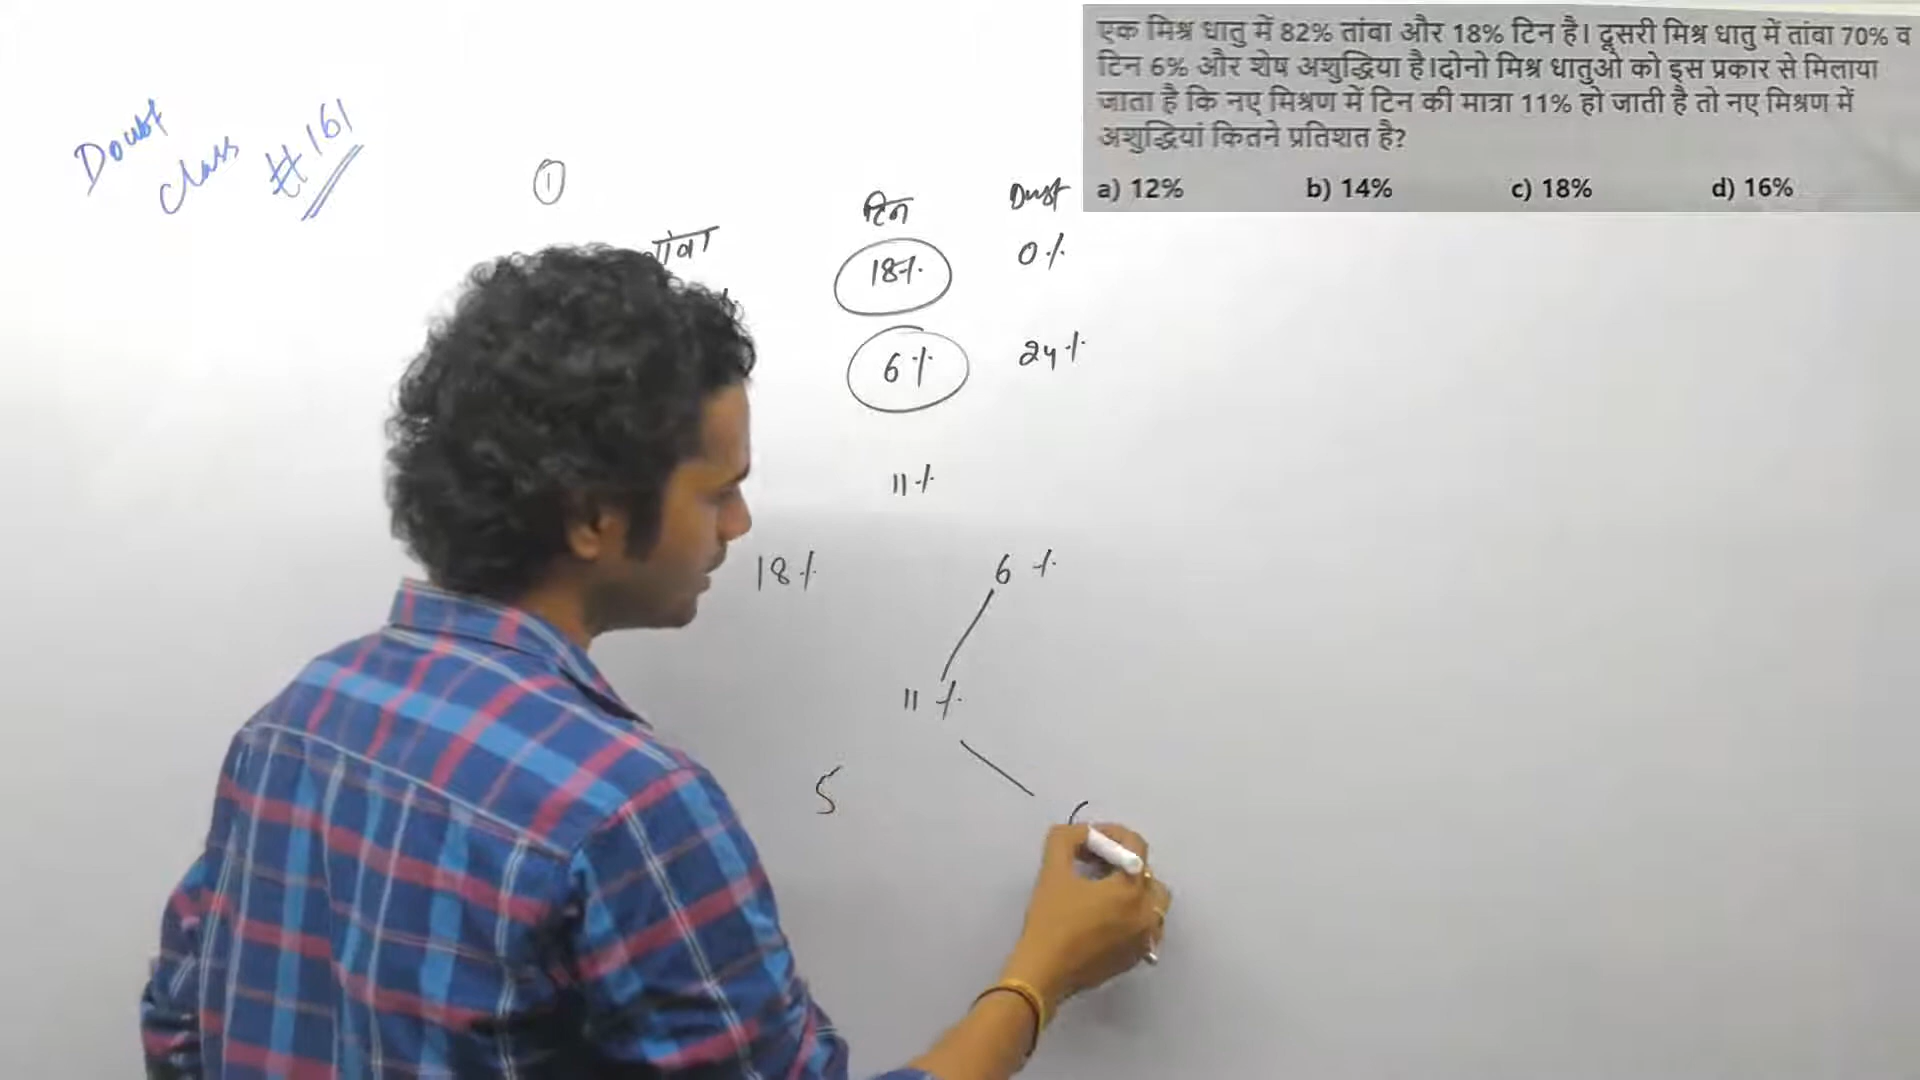 एक मिश्र धातु में 82% तांबा और 18% टिन है। दूसरी मिश्र धातु में तांबा 70% व
टिन 6% और शेष अशुद्धिया है।दोनो मिश्र धातुओ को इस प्रकार से मिलाया
जाता है कि नए मिश्रण में टिन की मात्रा 11% हो जाती है तो नए मिश्रण में
अशुद्धियां कितने प्रतिशत है?
a) 12% b) 14% c) 18% d) 16%
Doubt
class #161
①
टिन Dust
18% 0%
6% 24%
11%
18% 6%
11%
5